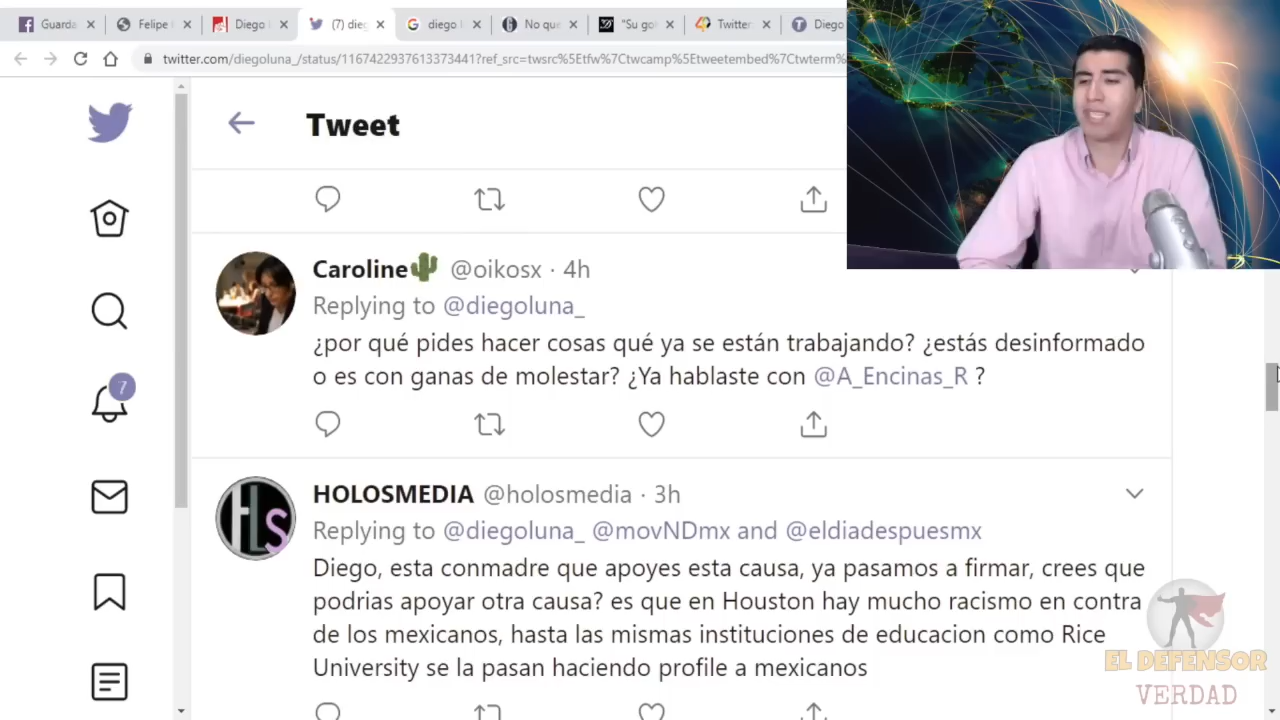 Guarda
Felipe
Diego
(7) dieg
diego
No que
"Su go
Twitter
Diego
twitter.com/diegoluna_/status/1167422937613373441?ref_src=twsrc%5Etfw%7Ctwcamp%5Etweetembed%7Ctwterm%
Tweet
Caroline🌵 @oikosx · 4h
Replying to @diegoluna_
¿por qué pides hacer cosas qué ya se están trabajando? ¿estás desinformado
o es con ganas de molestar? ¿Ya hablaste con @A_Encinas_R ?
7
HLS
HOLOSMEDIA @holosmedia · 3h
Replying to @diegoluna_ @movNDmx and @eldiadespuesmx
Diego, esta conmadre que apoyes esta causa, ya pasamos a firmar, crees que
podrias apoyar otra causa? es que en Houston hay mucho racismo en contra
de los mexicanos, hasta las mismas instituciones de educacion como Rice
University se la pasan haciendo profile a mexicanos
EL DEFENSOR
VERDAD